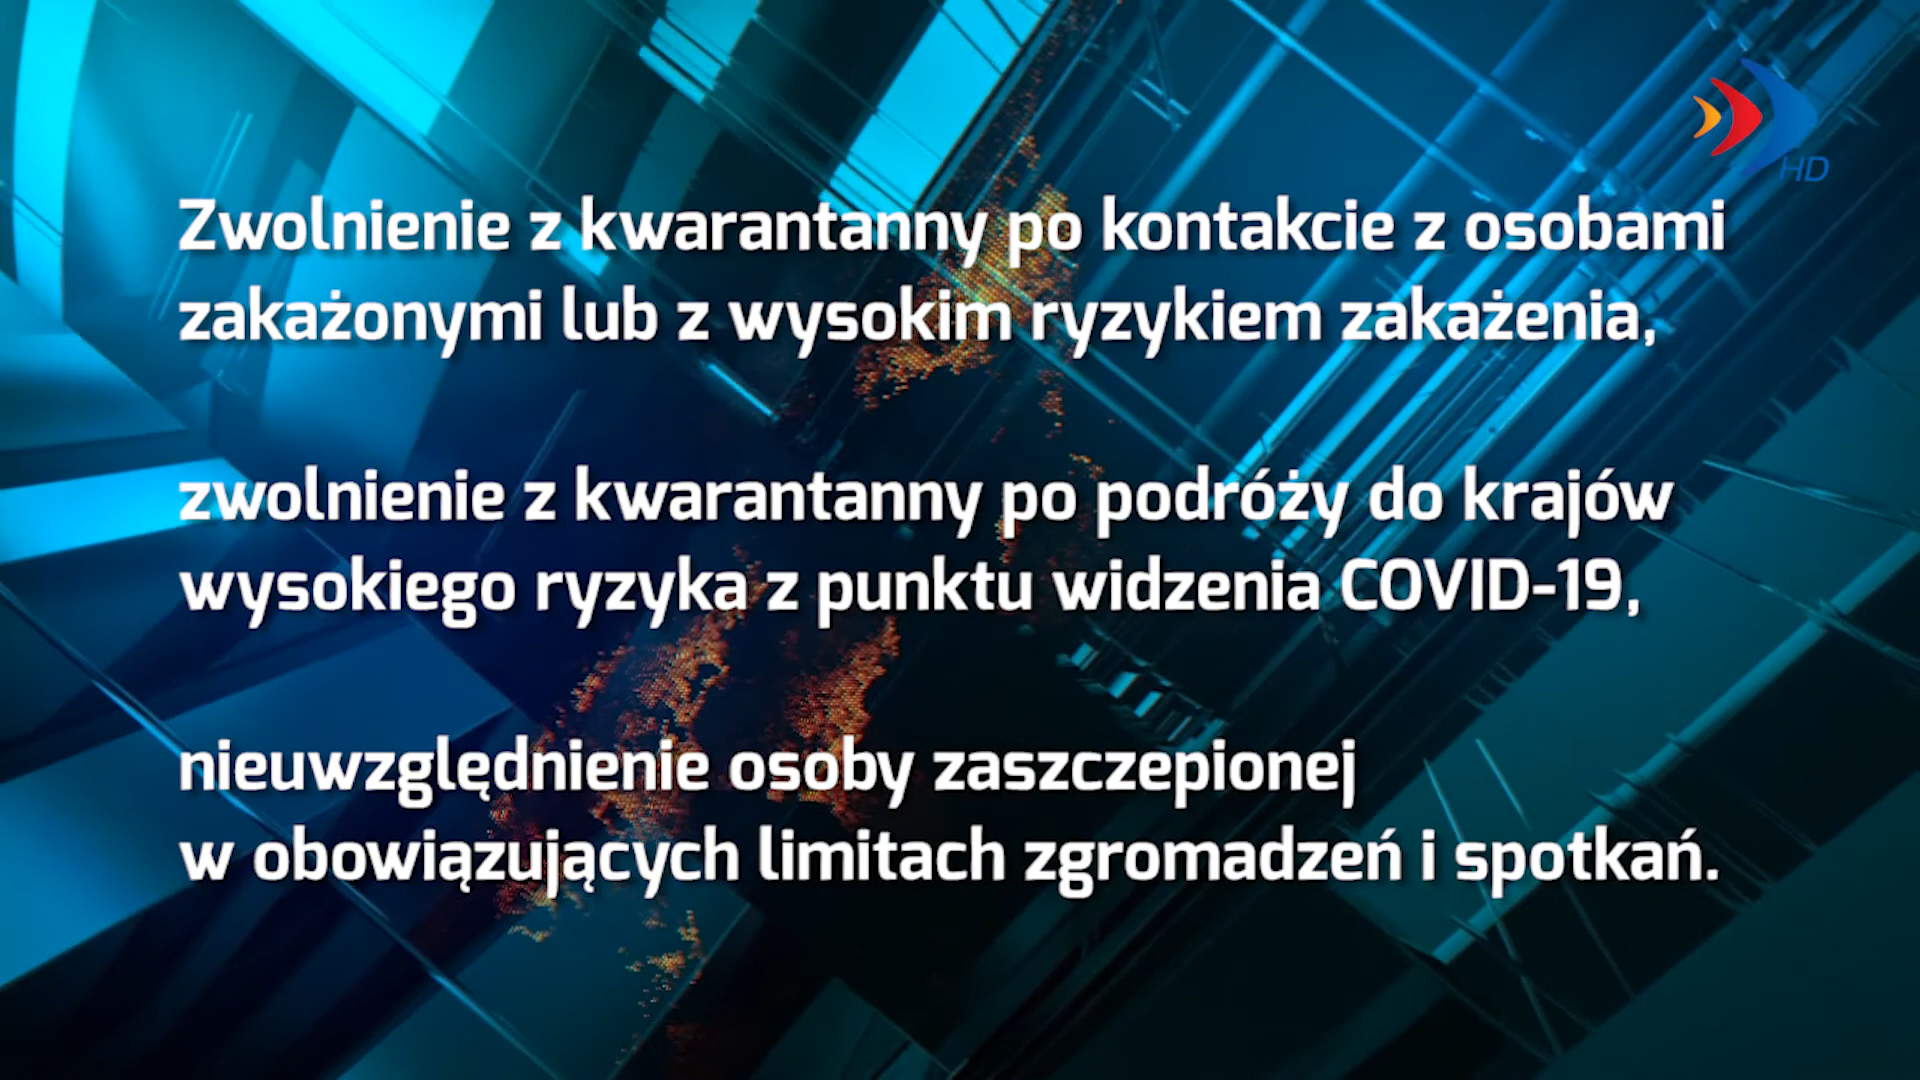 HD
Zwolnienie z kwarantanny po kontakcie z osobami
zakażonymi lub z wysokim ryzykiem zakażenia,
zwolnienie z kwarantanny po podróży do krajów
wysokiego ryzyka z punktu widzenia COVID-19,
nieuwzględnienie osoby zaszczepionej
w obowiązujących limitach zgromadzeń i spotkań.